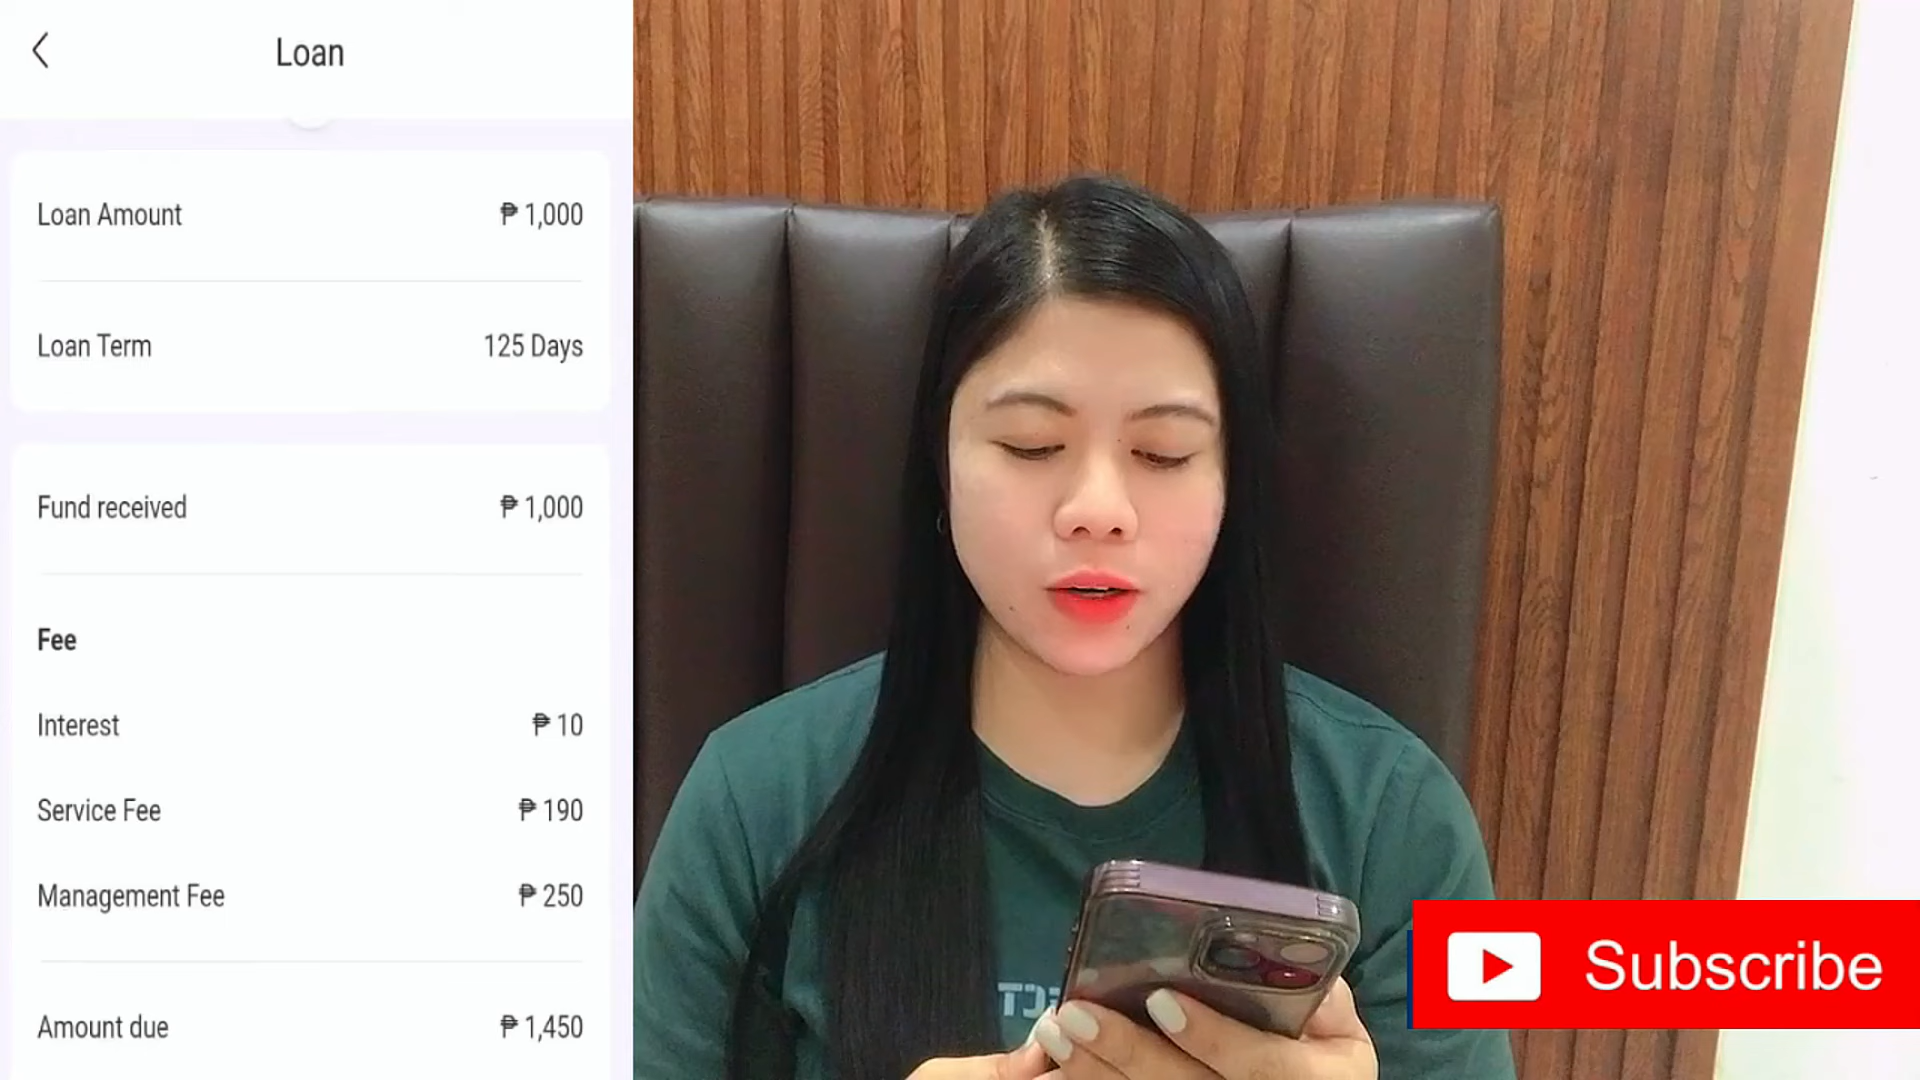 Loan
Loan Amount ₱ 1,000
Loan Term 125 Days
Fund received ₱ 1,000
Fee
Interest ₱ 10
Service Fee ₱ 190
Management Fee ₱ 250
Amount due ₱ 1,450
Subscribe